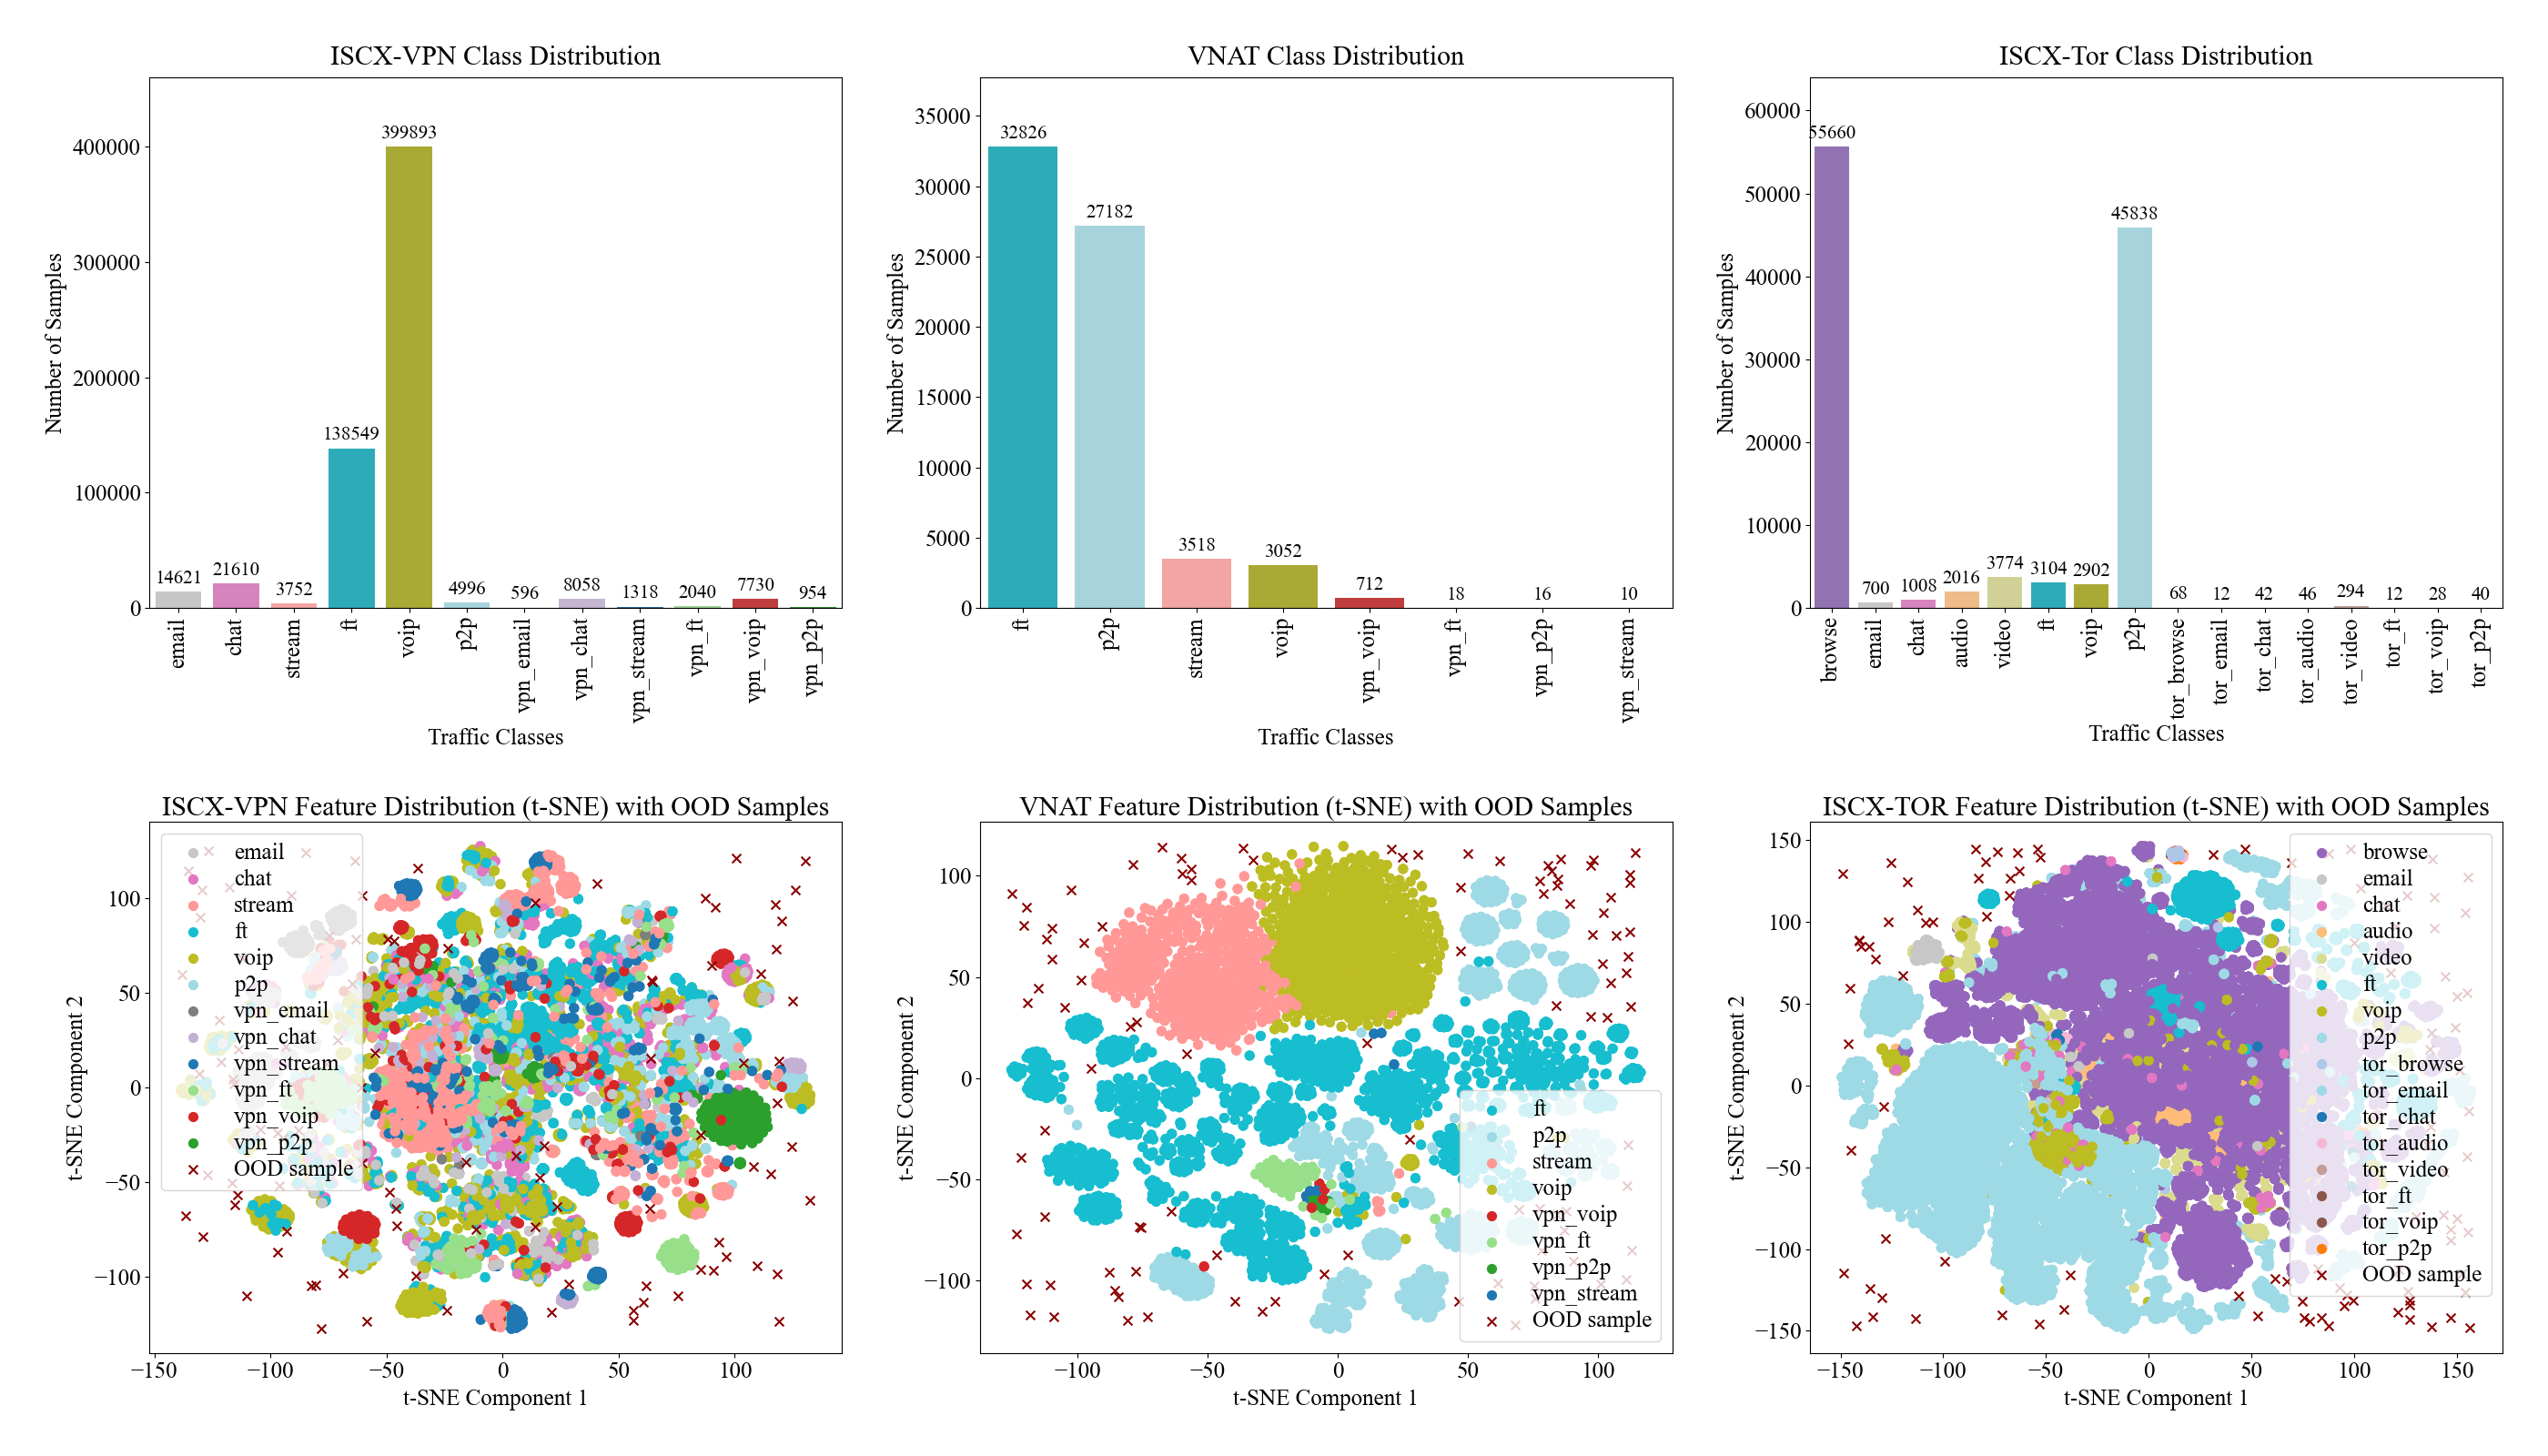 ISCX-VPN Class Distribution
Number of Samples
400000
300000
200000
100000
0
14621
21610
3752
138549
399893
4996
596
8058
1318
2040
7730
954
email
chat
stream
ft
voip
p2p
vpn_email
vpn_chat
vpn_stream
vpn_ft
vpn_voip
vpn_p2p
Traffic Classes
VNAT Class Distribution
Number of Samples
35000
30000
25000
20000
15000
10000
5000
0
32826
27182
3518
3052
712
18
16
10
ft
p2p
stream
voip
vpn_voip
vpn_ft
vpn_p2p
vpn_stream
Traffic Classes
ISCX-Tor Class Distribution
Number of Samples
60000
50000
40000
30000
20000
10000
0
55660
700
1008
2016
3774
3104
2902
45838
68
12
42
46
294
12
28
40
browse
email
chat
audio
video
ft
voip
p2p
tor_browse
tor_email
tor_chat
tor_audio
tor_video
tor_ft
tor_voip
tor_p2p
Traffic Classes
ISCX-VPN Feature Distribution (t-SNE) with OOD Samples
t-SNE Component 2
100
50
0
−50
−100
email
chat
stream
ft
voip
p2p
vpn_email
vpn_chat
vpn_stream
vpn_ft
vpn_voip
vpn_p2p
OOD sample
−150
−100
−50
0
50
100
t-SNE Component 1
VNAT Feature Distribution (t-SNE) with OOD Samples
t-SNE Component 2
100
50
0
−50
−100
ft
p2p
stream
voip
vpn_voip
vpn_ft
vpn_p2p
vpn_stream
OOD sample
−100
−50
0
50
100
t-SNE Component 1
ISCX-TOR Feature Distribution (t-SNE) with OOD Samples
t-SNE Component 2
150
100
50
0
−50
−100
−150
browse
email
chat
audio
video
ft
voip
p2p
tor_browse
tor_email
tor_chat
tor_audio
tor_video
tor_ft
tor_voip
tor_p2p
OOD sample
−150
−100
−50
0
50
100
150
t-SNE Component 1